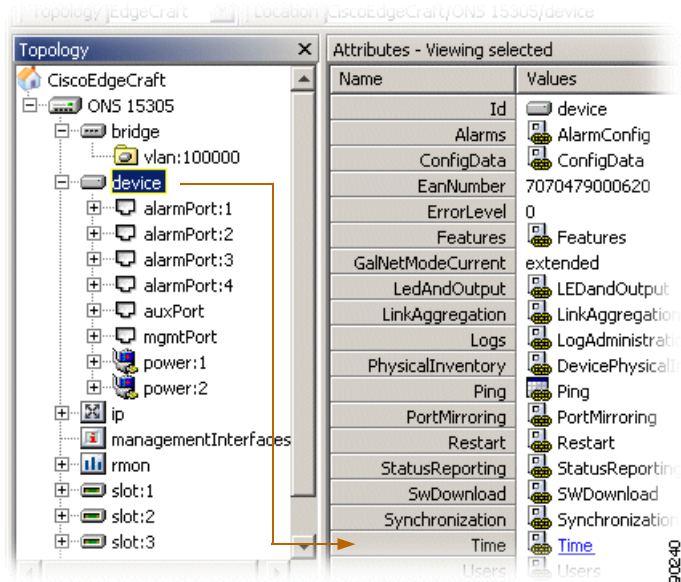 Topology EdgeCraft Location CiscoEdgeCraft/ONS 15305/device
Topology
CiscoEdgeCraft
ONS 15305
bridge
vlan:100000
device
alarmPort:1
alarmPort:2
alarmPort:3
alarmPort:4
auxPort
mgmtPort
power:1
power:2
ip
managementInterfaces
rmon
slot:1
slot:2
slot:3
Attributes - Viewing selected
Name Values
Id device
Alarms AlarmConfig
ConfigData ConfigData
EanNumber 7070479000620
ErrorLevel 0
Features Features
GalNetModeCurrent extended
LedAndOutput LEDandOutput
LinkAggregation LinkAggregation
Logs LogAdministrati
PhysicalInventory DevicePhysicalI
Ping Ping
PortMirroring PortMirroring
Restart Restart
StatusReporting StatusReporting
SwDownload SWDownload
Synchronization Synchronization
Time Time
Users Users
90240